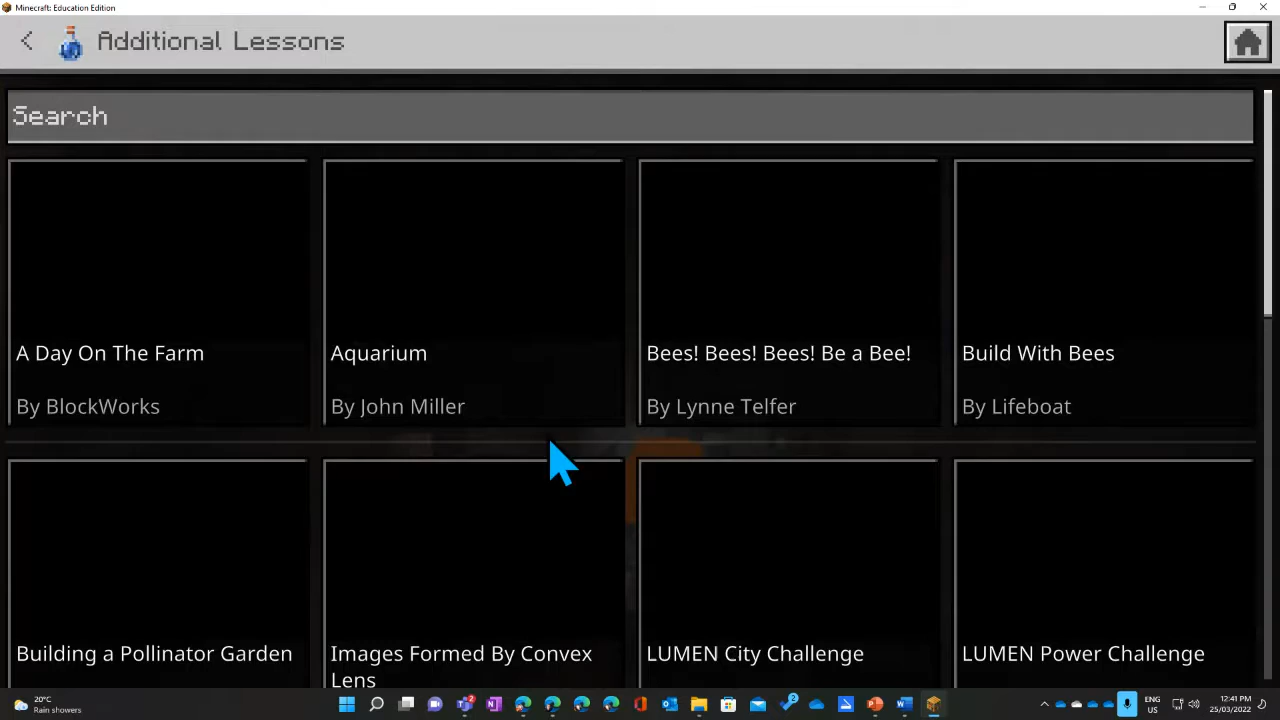 Minecraft: Education Edition
Additional Lessons
Search
A Day On The Farm
By BlockWorks
Aquarium
By John Miller
Bees! Bees! Bees! Be a Bee!
By Lynne Telfer
Build With Bees
By Lifeboat
Building a Pollinator Garden
Images Formed By Convex
Lens
LUMEN City Challenge
LUMEN Power Challenge
20°C
Rain showers
2
2
ENG
US
12:41 PM
25/03/2022